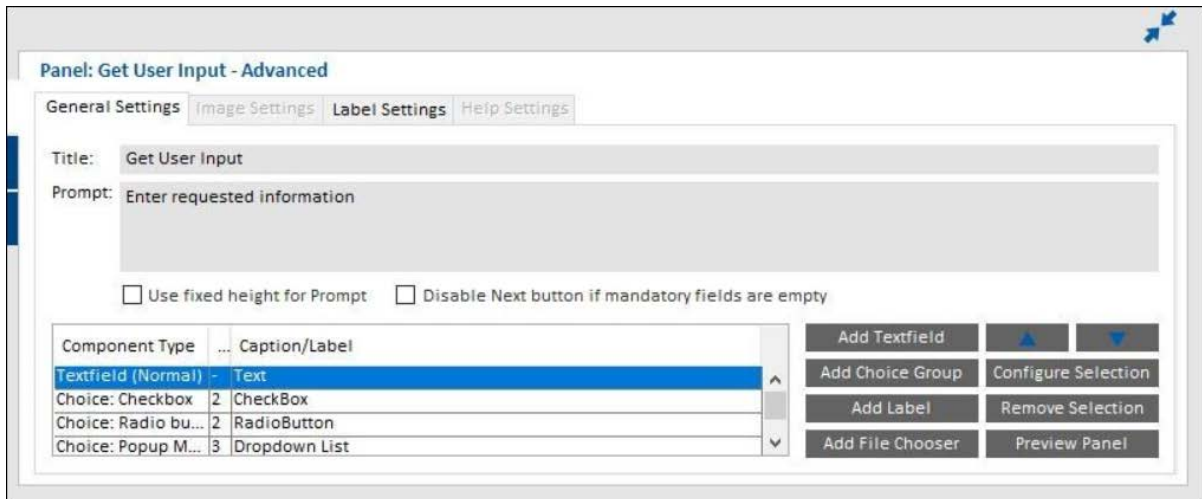 Panel: Get User Input - Advanced
General Settings Image Settings Label Settings Help Settings
Title: Get User Input
Prompt: Enter requested information
Use fixed height for Prompt Disable Next button if mandatory fields are empty
Component Type ... Caption/Label
Textfield (Normal) - Text
Choice: Checkbox 2 CheckBox
Choice: Radio bu... 2 RadioButton
Choice: Popup M... 3 Dropdown List
Add Textfield
Add Choice Group Configure Selection
Add Label Remove Selection
Add File Chooser Preview Panel